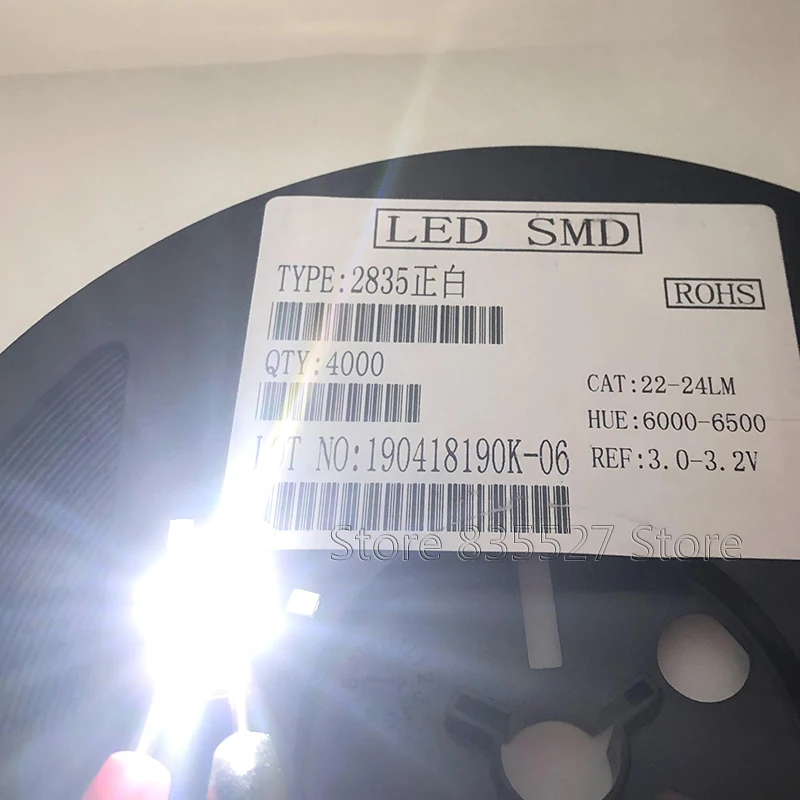 LED SMD
TYPE:2835正白
ROHS
QTY:4000
CAT:22-24LM
HUE:6000-6500
LOT NO:190418190K-06
REF:3.0-3.2V
Store 835527 Store